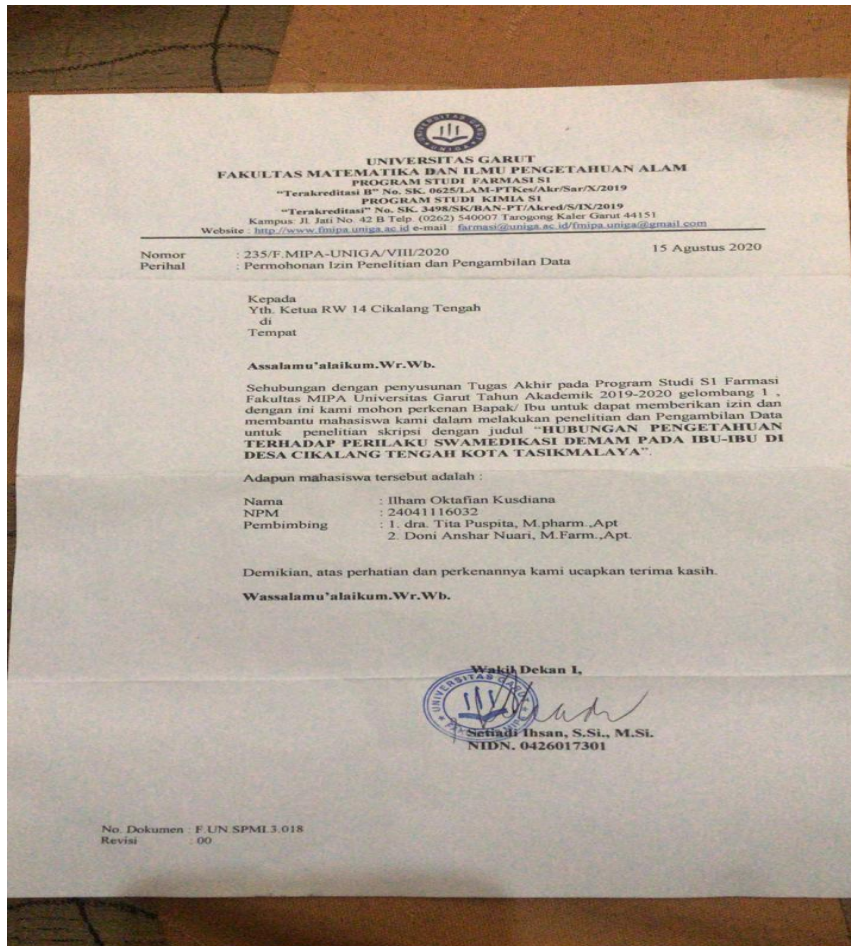 UNIVERSITAS GARUT
UNIGA
UNIVERSITAS GARUT
FAKULTAS MATEMATIKA DAN ILMU PENGETAHUAN ALAM
PROGRAM STUDI FARMASI S1
"Terakreditasi B" No. SK. 0625/LAM-PTKes/Akr/Sar/X/2019
PROGRAM STUDI KIMIA S1
"Terakreditasi" No. SK. 3498/SK/BAN-PT/Akred/S/IX/2019
Kampus: Jl. Jati No. 42 B Telp. (0262) 540007 Tarogong Kaler Garut 44151
Website : http://www.fmipa.uniga.ac.id e-mail : farmasi@uniga.ac.id/fmipa.uniga@gmail.com
Nomor : 235/F.MIPA-UNIGA/VIII/2020 15 Agustus 2020
Perihal : Permohonan Izin Penelitian dan Pengambilan Data
Kepada
Yth. Ketua RW 14 Cikalang Tengah
di
Tempat
Assalamu'alaikum.Wr.Wb.
Sehubungan dengan penyusunan Tugas Akhir pada Program Studi S1 Farmasi
Fakultas MIPA Universitas Garut Tahun Akademik 2019-2020 gelombang 1 ,
dengan ini kami mohon perkenan Bapak/ Ibu untuk dapat memberikan izin dan
membantu mahasiswa kami dalam melakukan penelitian dan Pengambilan Data
untuk penelitian skripsi dengan judul "HUBUNGAN PENGETAHUAN
TERHADAP PERILAKU SWAMEDIKASI DEMAM PADA IBU-IBU DI
DESA CIKALANG TENGAH KOTA TASIKMALAYA".
Adapun mahasiswa tersebut adalah :
Nama : Ilham Oktafian Kusdiana
NPM : 24041116032
Pembimbing : 1. dra. Tita Puspita, M.pharm.,Apt
2. Doni Anshar Nuari, M.Farm.,Apt.
Demikian, atas perhatian dan perkenannya kami ucapkan terima kasih.
Wassalamu'alaikum.Wr.Wb.
Wakil Dekan I,
UNIVERSITAS GARUT
Setiadi Ihsan, S.Si., M.Si.
NIDN. 0426017301
No. Dokumen : F.UN SPMI.3.018
Revisi : 00